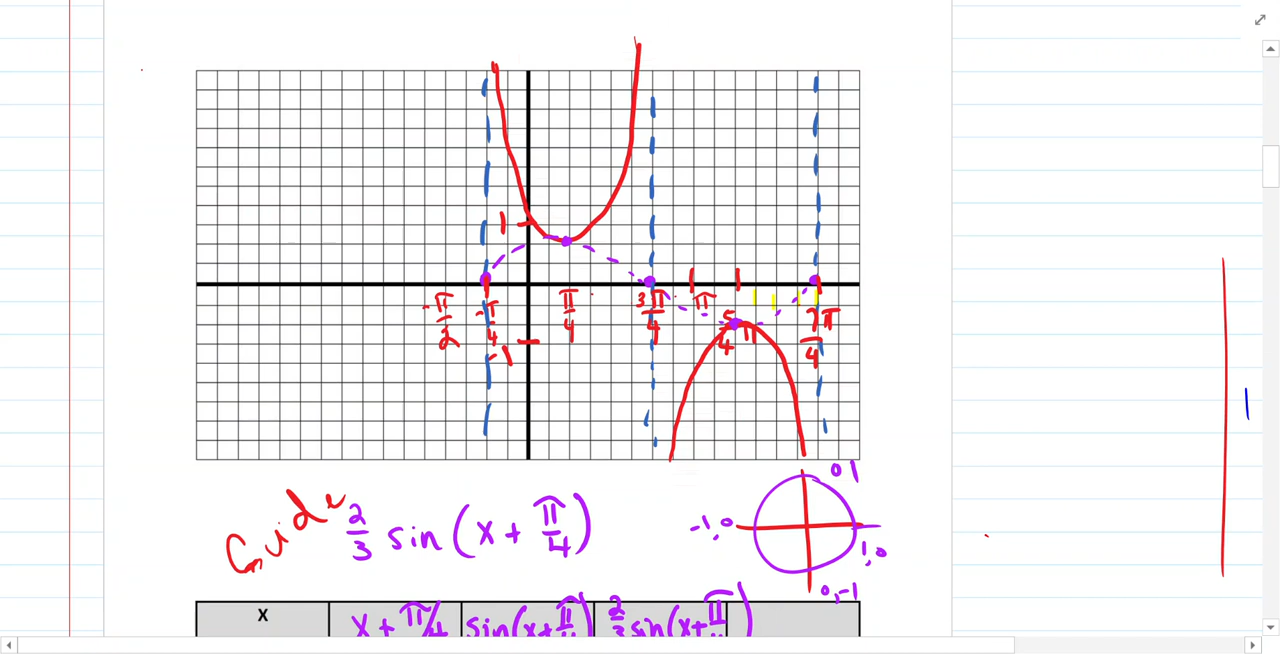 1
-π/2 -π/4 π/4 3π/4 π 5/4 π 7π/4
-1
Guide 2/3 sin(x + π/4)
0 1
-1,0
1,0
0,-1
x x + π/4 sin(x+π/4) 2/3 sin(x+π/4)